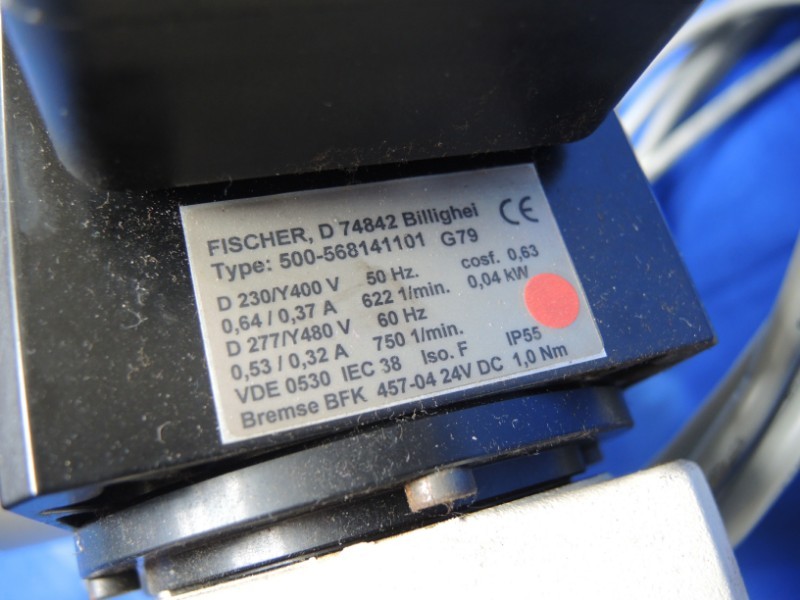 FISCHER, D 74842 Billighei CE
Type: 500-568141101 G79
D 230/Y400 V 50 Hz. cosf. 0,63
0,64 / 0,37 A 622 1/min. 0,04 kW
D 277/Y480 V 60 Hz
0,53 / 0,32 A 750 1/min.
VDE 0530 IEC 38 Iso. F IP55
Bremse BFK 457-04 24V DC 1,0 Nm